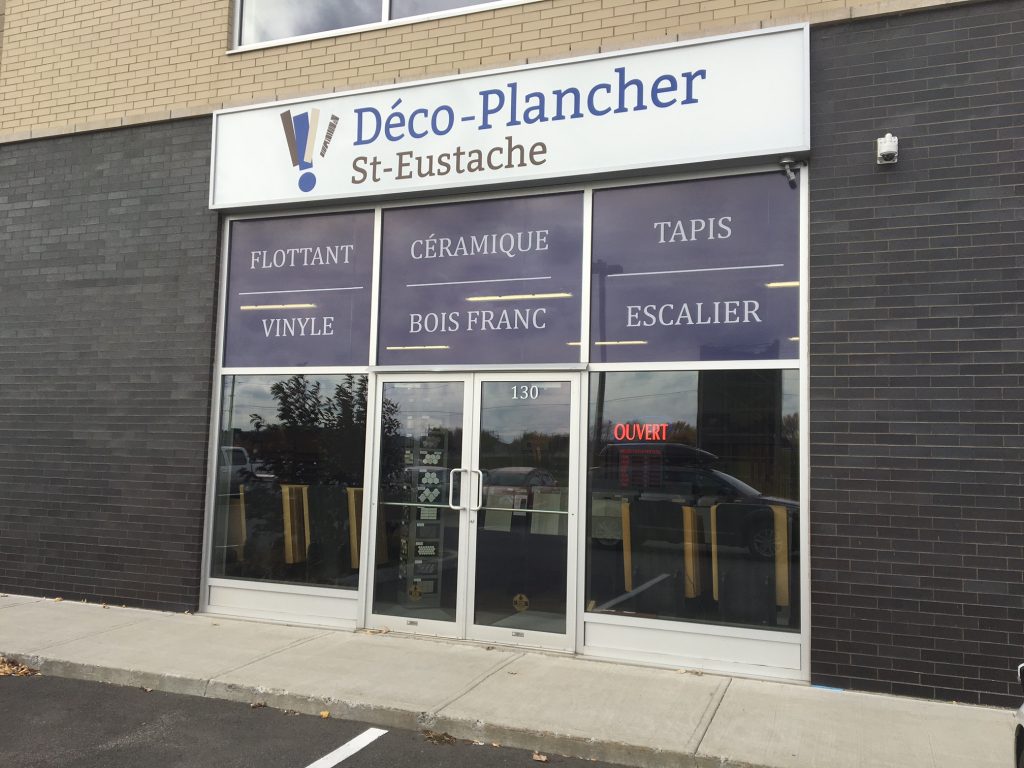 Déco-Plancher
St-Eustache
FLOTTANT
VINYLE
CÉRAMIQUE
BOIS FRANC
TAPIS
ESCALIER
130
OUVERT